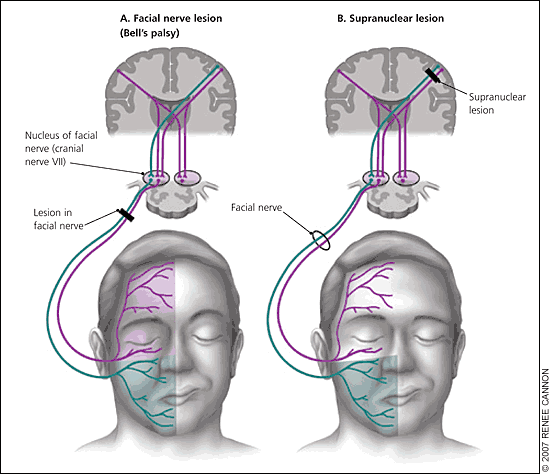 A. Facial nerve lesion
(Bell's palsy)
B. Supranuclear lesion
Nucleus of facial
nerve (cranial
nerve VII)
Lesion in
facial nerve
Supranuclear
lesion
Facial nerve
© 2007 RENEE CANNON